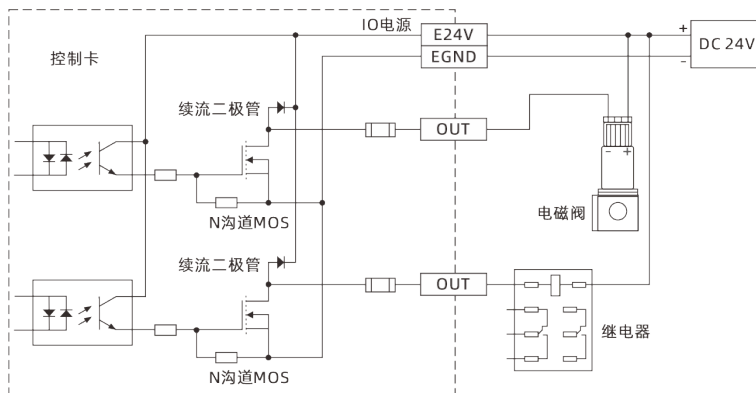 IO电源
E24V
+
DC 24V
控制卡
EGND
-
续流二极管
OUT
- +
N沟道MOS
电磁阀
续流二极管
OUT
继电器
N沟道MOS